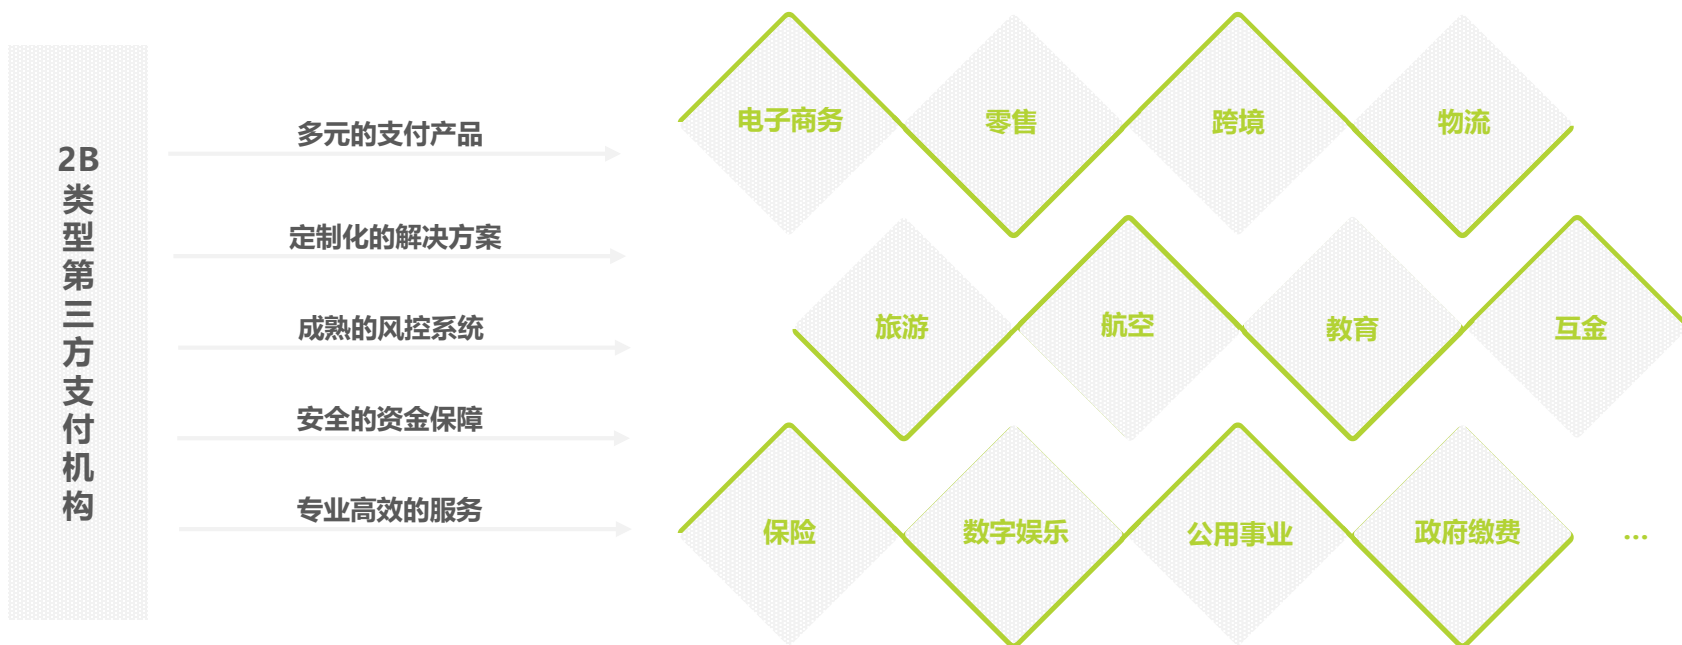 2B类型第三方支付机构
多元的支付产品
定制化的解决方案
成熟的风控系统
安全的资金保障
专业高效的服务
电子商务
零售
跨境
物流
旅游
航空
教育
互金
保险
数字娱乐
公用事业
政府缴费
...